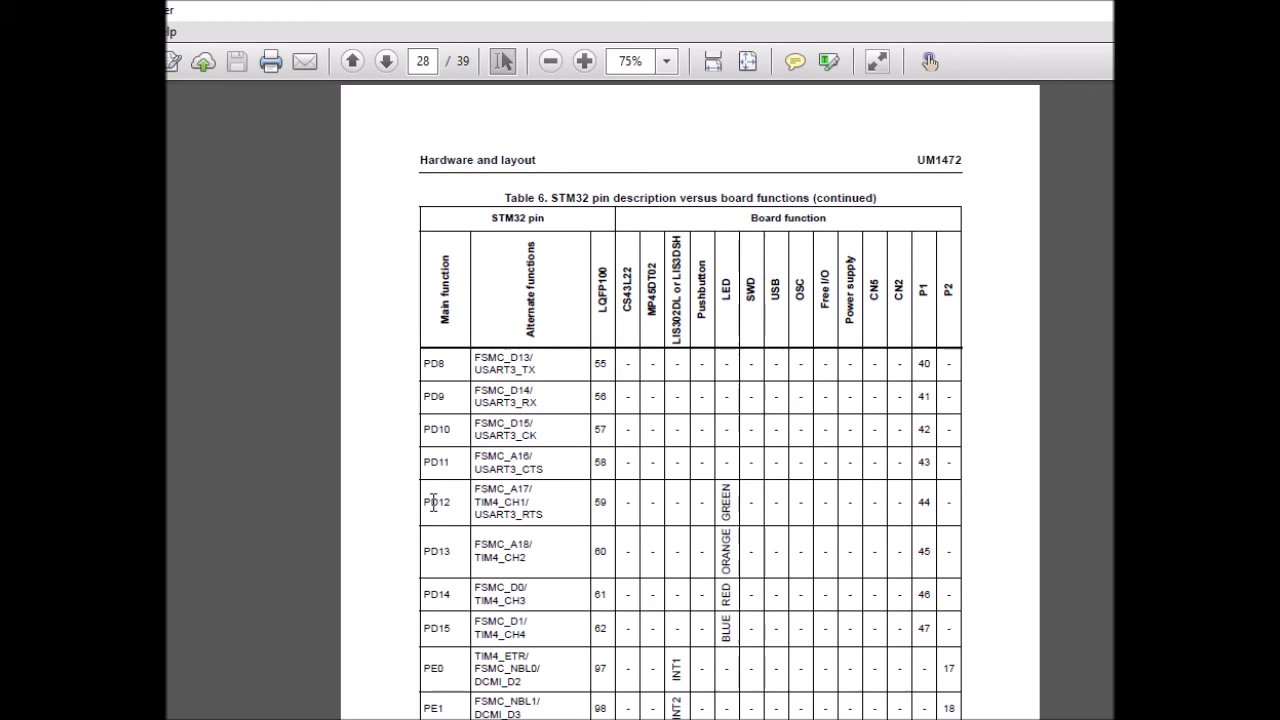 er
lp
28 / 39 75%
Hardware and layout UM1472
Table 6. STM32 pin description versus board functions (continued)
STM32 pin Board function
Main function Alternate functions LQFP100 CS43L22 MP45DT02 LIS302DL or LIS3DSH Pushbutton LED SWD USB OSC Free I/O Power supply CN5 CN2 P1 P2
PD8 FSMC_D13/ USART3_TX 55 - - - - - - - - - - - - 40 -
PD9 FSMC_D14/ USART3_RX 56 - - - - - - - - - - - - 41 -
PD10 FSMC_D15/ USART3_CK 57 - - - - - - - - - - - - 42 -
PD11 FSMC_A16/ USART3_CTS 58 - - - - - - - - - - - - 43 -
PD12 FSMC_A17/ TIM4_CH1/ USART3_RTS 59 - - - - GREEN - - - - - - - 44 -
PD13 FSMC_A18/ TIM4_CH2 60 - - - - ORANGE - - - - - - - 45 -
PD14 FSMC_D0/ TIM4_CH3 61 - - - - RED - - - - - - - 46 -
PD15 FSMC_D1/ TIM4_CH4 62 - - - - BLUE - - - - - - - 47 -
PE0 TIM4_ETR/ FSMC_NBL0/ DCMI_D2 97 - - INT1 - - - - - - - - - - 17
PE1 FSMC_NBL1/ DCMI_D3 98 - - INT2 - - - - - - - - - - 18